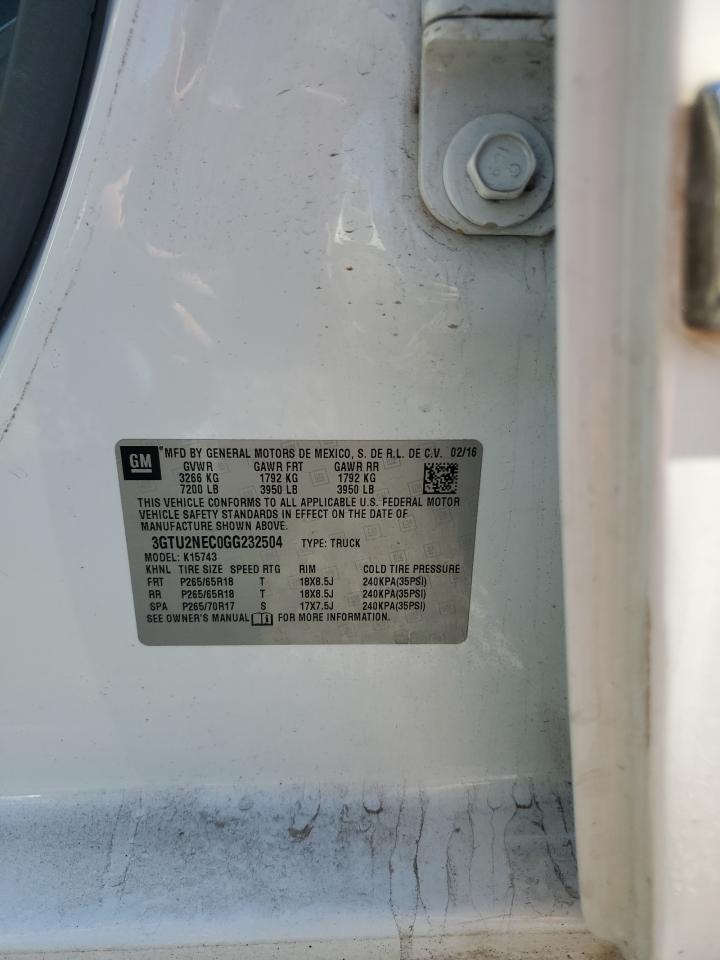 GM
MFD BY GENERAL MOTORS DE MEXICO, S. DE R.L. DE C.V. 02/16
GVWR GAWR FRT GAWR RR
3266 KG 1792 KG 1792 KG
7200 LB 3950 LB 3950 LB
THIS VEHICLE CONFORMS TO ALL APPLICABLE U.S. FEDERAL MOTOR
VEHICLE SAFETY STANDARDS IN EFFECT ON THE DATE OF
MANUFACTURE SHOWN ABOVE.
3GTU2NEC0GG232504 TYPE: TRUCK
MODEL: K15743
KHNL TIRE SIZE SPEED RTG RIM COLD TIRE PRESSURE
FRT P265/65R18 T 18X8.5J 240KPA(35PSI)
RR P265/65R18 T 18X8.5J 240KPA(35PSI)
SPA P265/70R17 S 17X7.5J 240KPA(35PSI)
SEE OWNER'S MANUAL FOR MORE INFORMATION.